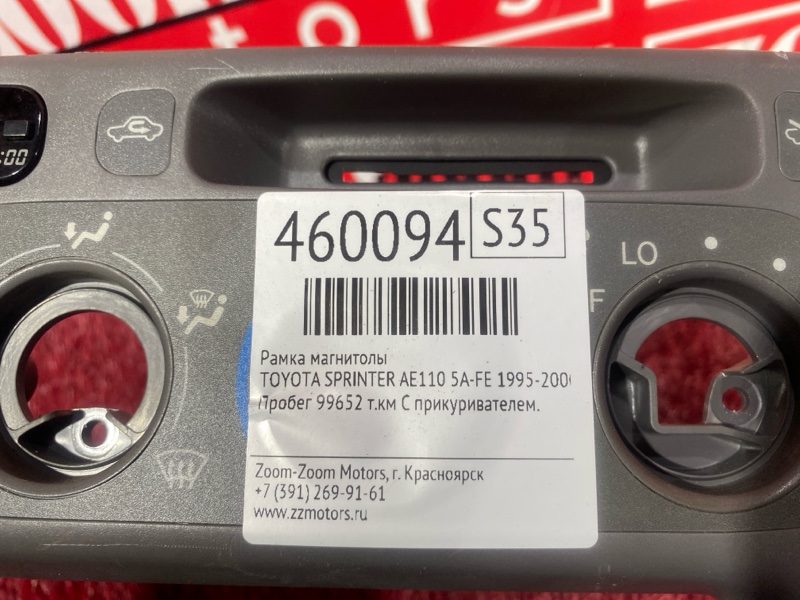 :00
460094 S35
LO
F
Рамка магнитолы
TOYOTA SPRINTER AE110 5A-FE 1995-200
Пробег 99652 т.км С прикуривателем.
Zoom-Zoom Motors, г. Красноярск
+7 (391) 269-91-61
www.zzmotors.ru